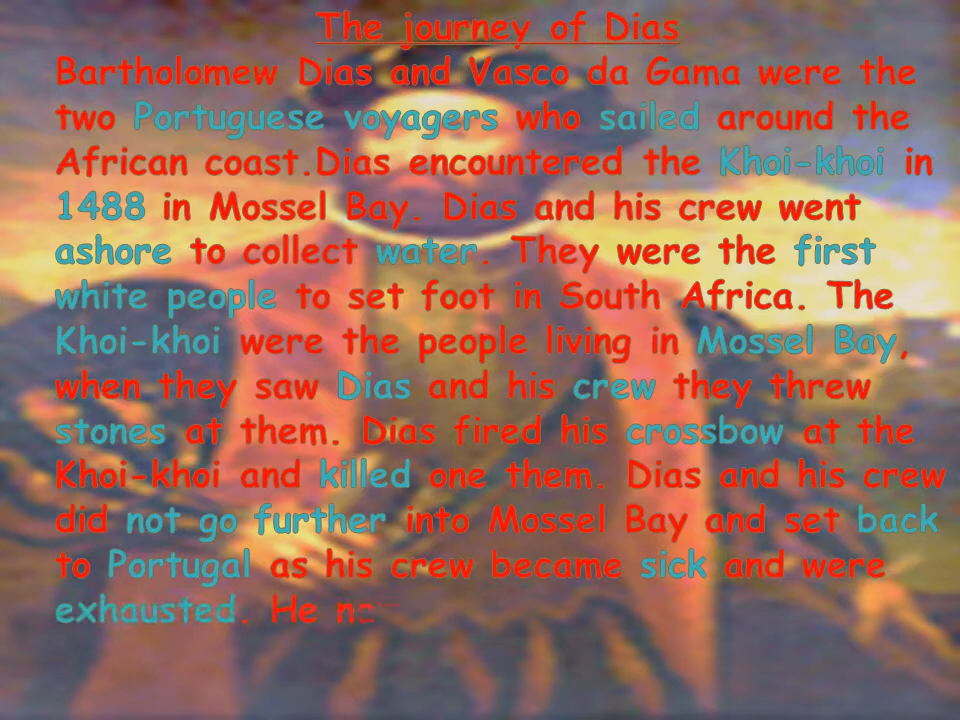 The journey of Dias
Bartholomew Dias and Vasco da Gama were the
two Portuguese voyagers who sailed around the
African coast.Dias encountered the Khoi-khoi in
1488 in Mossel Bay. Dias and his crew went
ashore to collect water. They were the first
white people to set foot in South Africa. The
Khoi-khoi were the people living in Mossel Bay,
when they saw Dias and his crew they threw
stones at them. Dias fired his crossbow at the
Khoi-khoi and killed one them. Dias and his crew
did not go further into Mossel Bay and set back
to Portugal as his crew became sick and were
exhausted. He